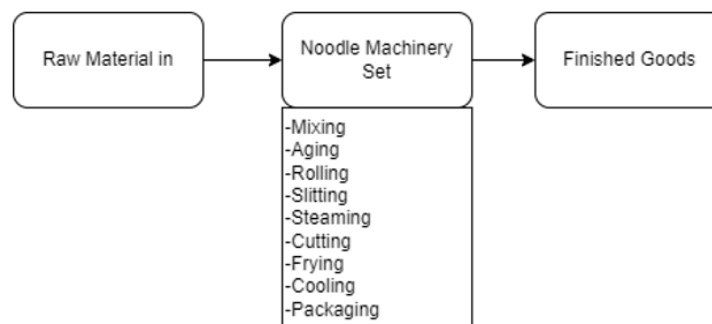 Raw Material in
Noodle Machinery
Set
Finished Goods
-Mixing
-Aging
-Rolling
-Slitting
-Steaming
-Cutting
-Frying
-Cooling
-Packaging